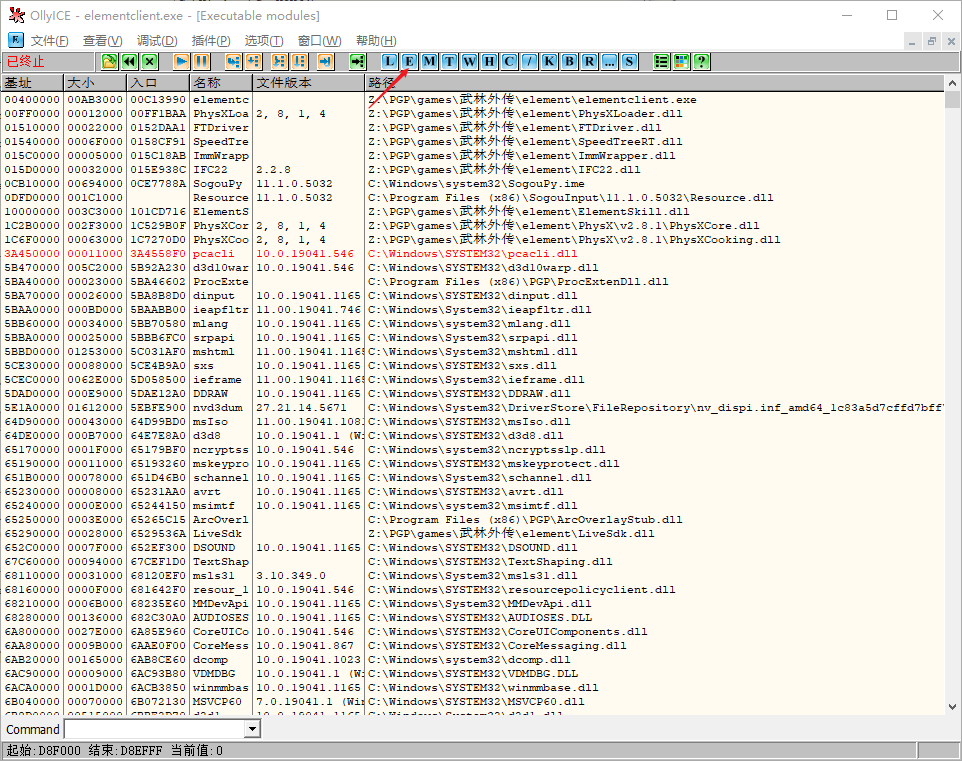 OllyICE - elementclient.exe - [Executable modules]
文件(F) 查看(V) 调试(D) 插件(P) 选项(T) 窗口(W) 帮助(H)
已终止 L E M T W H C / K B R ... S ?
基址 大小 入口 名称 文件版本 路径
00400000 00AB3000 00C13990 elementc Z:\PGP\games\武林外传\element\elementclient.exe
00FF0000 00012000 00FF1BAA PhysXLoa 2, 8, 1, 4 Z:\PGP\games\武林外传\element\PhysXLoader.dll
01510000 00022000 0152DAA1 FTDriver Z:\PGP\games\武林外传\element\FTDriver.dll
01540000 0006F000 0158CF91 SpeedTre Z:\PGP\games\武林外传\element\SpeedTreeRT.dll
015C0000 00005000 015C18AB ImmWrapp Z:\PGP\games\武林外传\element\ImmWrapper.dll
015D0000 00032000 015E938C IFC22 2.2.8 Z:\PGP\games\武林外传\element\IFC22.dll
0CB10000 00694000 0CE7788A SogouPy 11.1.0.5032 C:\Windows\system32\SogouPy.ime
0DFD0000 001C1000 Resource 11.1.0.5032 C:\Program Files (x86)\SogouInput\11.1.0.5032\Resource.dll
10000000 003C3000 101CD716 ElementS Z:\PGP\games\武林外传\element\ElementSkill.dll
1C2B0000 002F3000 1C529B0F PhysXCor 2, 8, 1, 4 Z:\PGP\games\武林外传\element\PhysX\v2.8.1\PhysXCore.dll
1C6F0000 00063000 1C7270D0 PhysXCoo 2, 8, 1, 4 Z:\PGP\games\武林外传\element\PhysX\v2.8.1\PhysXCooking.dll
3A450000 00011000 3A4558F0 pcacli 10.0.19041.546 C:\Windows\SYSTEM32\pcacli.dll
5B470000 005C2000 5B92A230 d3d10war 10.0.19041.546 C:\Windows\SYSTEM32\d3d10warp.dll
5BA40000 00023000 5BA46602 ProcExte C:\Program Files (x86)\PGP\ProcExtenDll.dll
5BA70000 00026000 5BA8B8D0 dinput 10.0.19041.1165 C:\Windows\SYSTEM32\dinput.dll
5BAA0000 000BD000 5BAABB00 ieapfltr 11.00.19041.746 C:\Windows\SYSTEM32\ieapfltr.dll
5BB60000 00034000 5BB70580 mlang 10.0.19041.1165 C:\Windows\SYSTEM32\mlang.dll
5BBA0000 00025000 5BBB6FC0 srpapi 10.0.19041.1165 C:\Windows\SYSTEM32\srpapi.dll
5BBD0000 01253000 5C031AF0 mshtml 11.00.19041.1165 C:\Windows\SYSTEM32\mshtml.dll
5CE30000 00088000 5CE4B9A0 sxs 10.0.19041.1165 C:\Windows\SYSTEM32\sxs.dll
5CEC0000 0062E000 5D058500 ieframe 11.00.19041.1165 C:\Windows\SYSTEM32\ieframe.dll
5DAD0000 000E9000 5DAE12A0 DDRAW 10.0.19041.1165 C:\Windows\SYSTEM32\DDRAW.dll
5E1A0000 01612000 5EBFE900 nvd3dum 27.21.14.5671 C:\Windows\SYSTEM32\DriverStore\FileRepository\nv_dispi.inf_amd64_1c83a5d7cffd7bff
64D90000 00043000 64D99BD0 msIso 11.00.19041.1081 C:\Windows\SYSTEM32\msIso.dll
64DE0000 000B7000 64E7E8A0 d3d8 10.0.19041.1 (Wi C:\Windows\SYSTEM32\d3d8.dll
65170000 0001F000 65179BF0 ncryptss 10.0.19041.546 C:\Windows\system32\ncryptsslp.dll
65190000 00011000 65193260 mskeypro 10.0.19041.1165 C:\Windows\SYSTEM32\mskeyprotect.dll
651B0000 00078000 651D46B0 schannel 10.0.19041.1165 C:\Windows\SYSTEM32\schannel.dll
65230000 00008000 65231AA0 avrt 10.0.19041.1165 C:\Windows\SYSTEM32\avrt.dll
65240000 0000E000 65244150 msimtf 10.0.19041.1165 C:\Windows\system32\msimtf.dll
65250000 0003E000 65265C15 ArcOverl C:\Program Files (x86)\PGP\ArcOverlayStub.dll
65290000 00028000 6529536A LiveSdk Z:\PGP\games\武林外传\element\LiveSdk.dll
652C0000 0007F000 652EF300 DSOUND 10.0.19041.1165 C:\Windows\SYSTEM32\DSOUND.dll
67C60000 00094000 67CEF1D0 TextShap C:\Windows\SYSTEM32\TextShaping.dll
68110000 00031000 68120EF0 msls31 3.10.349.0 C:\Windows\System32\msls31.dll
68160000 0000F000 681642F0 resour_1 10.0.19041.546 C:\Windows\SYSTEM32\resourcepolicyclient.dll
68210000 0006B000 68235E60 MMDevApi 10.0.19041.1165 C:\Windows\System32\MMDevApi.dll
68280000 00136000 682C30A0 AUDIOSES 10.0.19041.1165 C:\Windows\SYSTEM32\AUDIOSES.DLL
6A800000 0027E000 6A85E960 CoreUICo 10.0.19041.546 C:\Windows\SYSTEM32\CoreUIComponents.dll
6AA80000 0009B000 6AAE0F00 CoreMess 10.0.19041.867 C:\Windows\SYSTEM32\CoreMessaging.dll
6AB20000 00165000 6AB8CE60 dcomp 10.0.19041.1023 C:\Windows\SYSTEM32\dcomp.dll
6AC90000 0009F000 6AC93B80 VDMDBG 10.0.19041.1 (Wi C:\Windows\SYSTEM32\VDMDBG.DLL
6ACA0000 0001D000 6ACB3850 winmmbas 10.0.19041.1165 C:\Windows\SYSTEM32\winmmbase.dll
6B040000 00070000 6B072130 MSVCP60 7.0.19041.1 (Win C:\Windows\SYSTEM32\MSVCP60.dll
Command
起始:D8F000 结束:D8EFFF 当前值:0